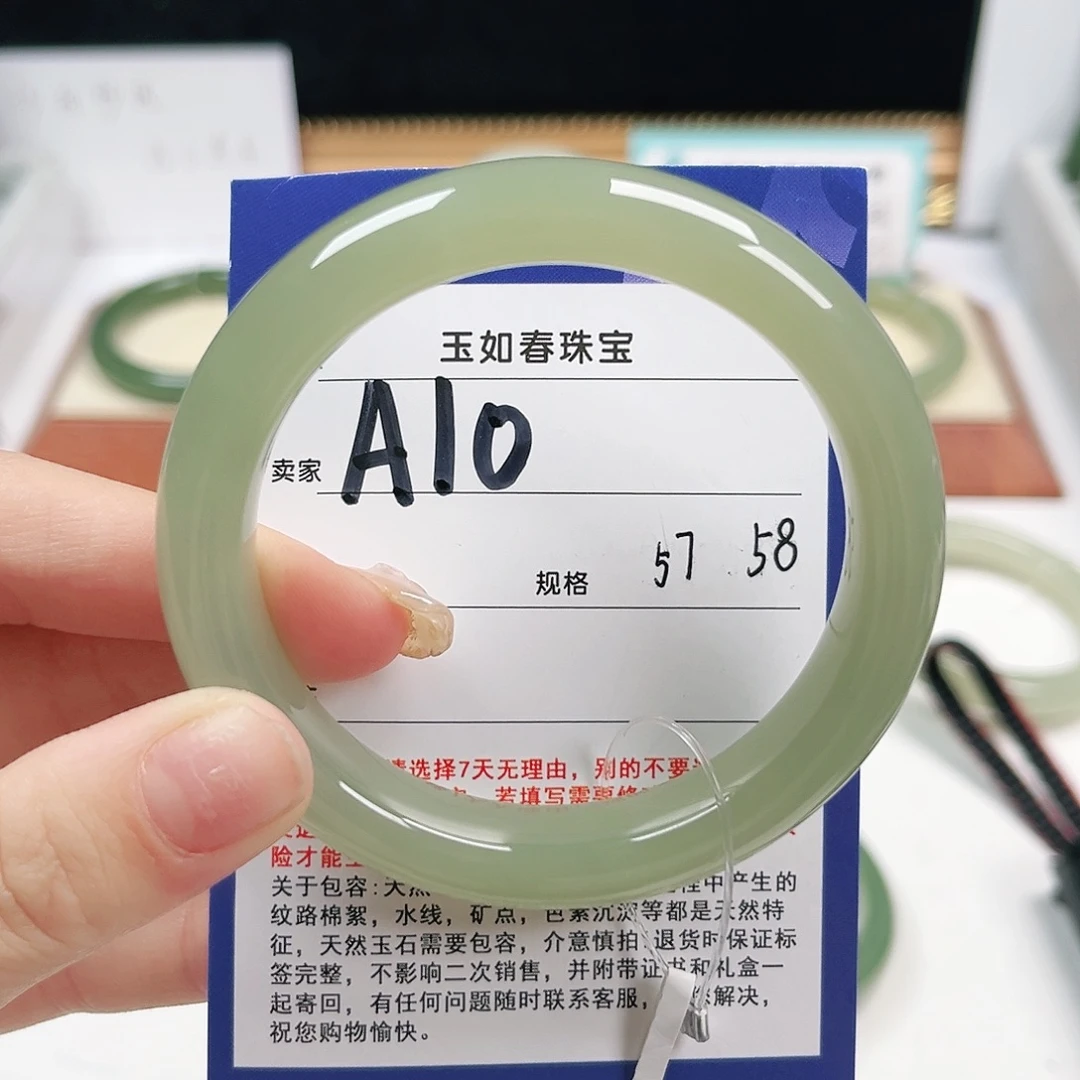 玉如春珠宝
卖家 A10
规格 57 58
选择7天无理由，别的不要
若填写需要修
险才能
关于包容：天然 程中产生的
纹路棉絮，水线，矿点，色素沉淀等都是天然特
征，天然玉石需要包容，介意慎拍 退货时保证标
签完整，不影响二次销售，并附带证书和礼盒一
起寄回，有任何问题随时联系客服， 解决，
祝您购物愉快。